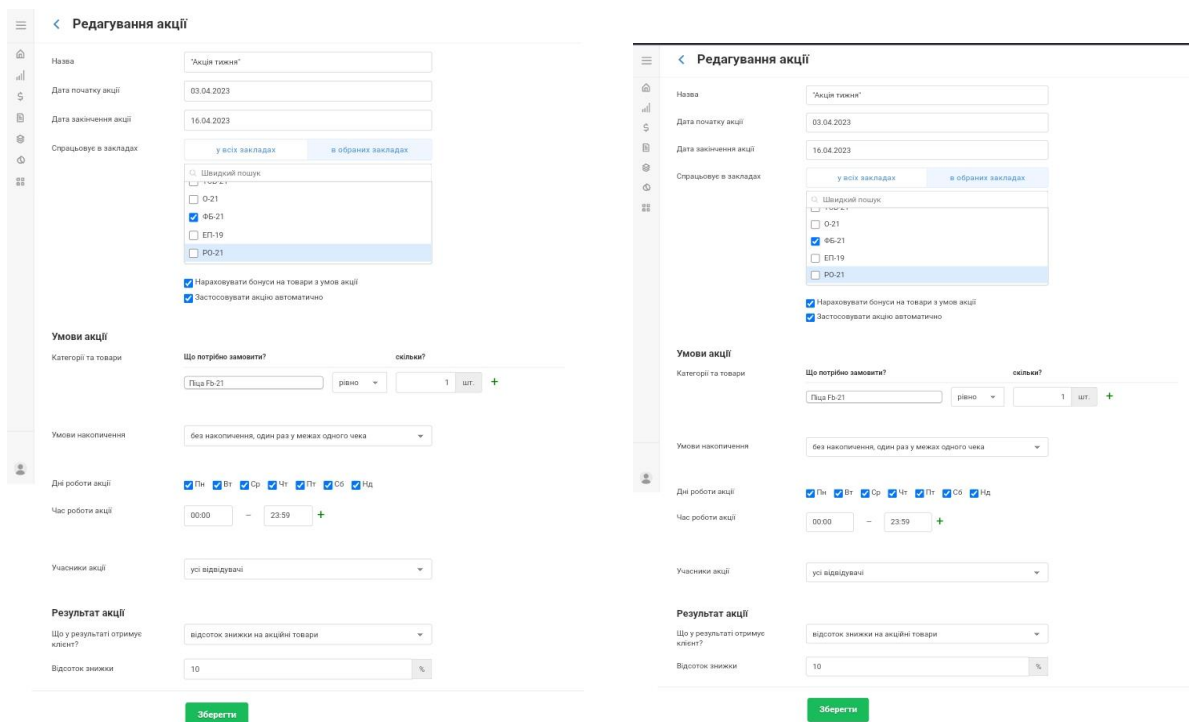 Редагування акції
Назва
"Акція тижня"
Дата початку акції
03.04.2023
Дата закінчення акції
16.04.2023
Спрацьовує в закладах
у всіх закладах
в обраних закладах
Швидкий пошук
О-21
ФБ-21
ЕП-19
РО-21
Нараховувати бонуси на товари з умов акції
Застосовувати акцію автоматично
Умови акції
Категорії та товари
Що потрібно замовити?
скільки?
Піца Fb-21
рівно
1 шт. +
Умови накопичення
без накопичення, один раз у межах одного чека
Дні роботи акції
Пн Вт Ср Чт Пт Сб Нд
Час роботи акції
00:00 – 23:59 +
Учасники акції
усі відвідувачі
Результат акції
Що у результаті отримує
клієнт?
відсоток знижки на акційні товари
Відсоток знижки
10 %
Зберегти
Редагування акції
Назва
"Акція тижня"
Дата початку акції
03.04.2023
Дата закінчення акції
16.04.2023
Спрацьовує в закладах
у всіх закладах
в обраних закладах
Швидкий пошук
О-21
ФБ-21
ЕП-19
РО-21
Нараховувати бонуси на товари з умов акції
Застосовувати акцію автоматично
Умови акції
Категорії та товари
Що потрібно замовити?
скільки?
Піца Fb-21
рівно
1 шт. +
Умови накопичення
без накопичення, один раз у межах одного чека
Дні роботи акції
Пн Вт Ср Чт Пт Сб Нд
Час роботи акції
00:00 – 23:59 +
Учасники акції
усі відвідувачі
Результат акції
Що у результаті отримує
клієнт?
відсоток знижки на акційні товари
Відсоток знижки
10 %
Зберегти